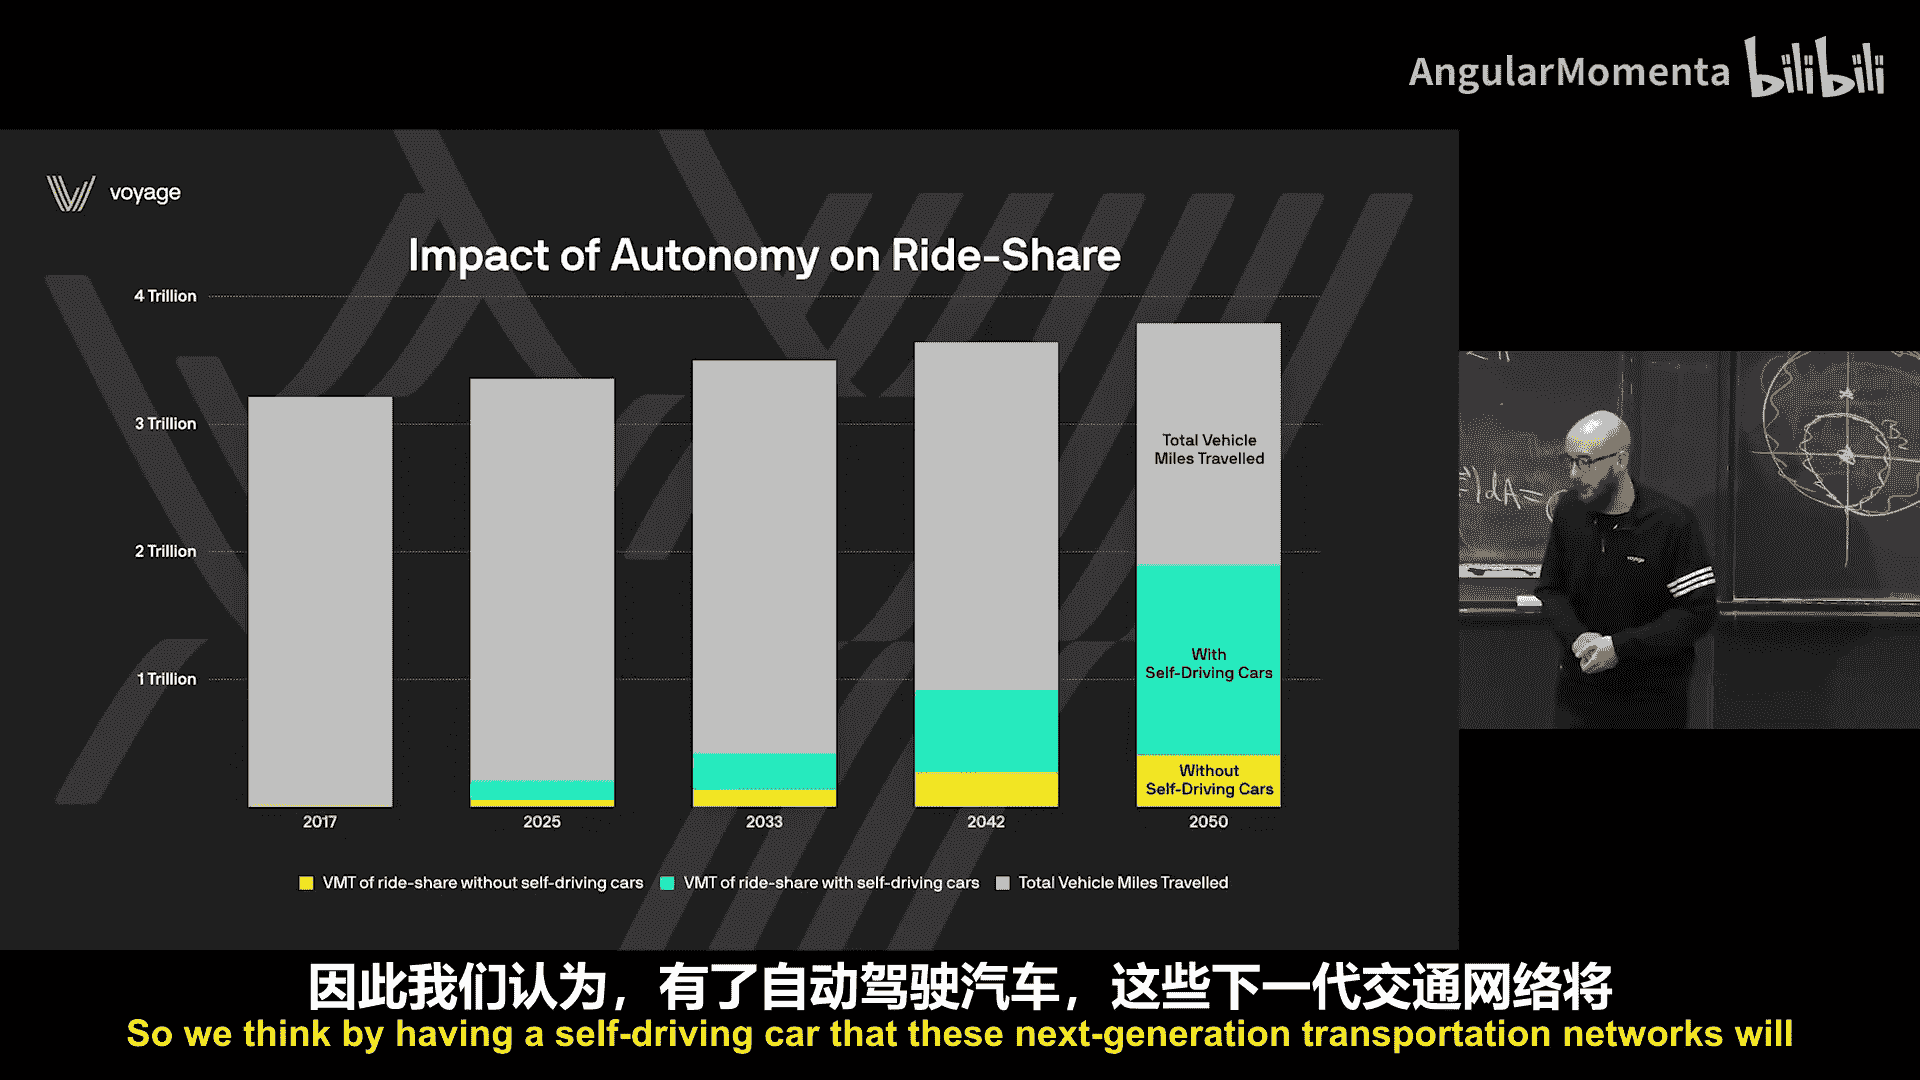 AngularMomenta bilibili
voyage
Impact of Autonomy on Ride-Share
4 Trillion
3 Trillion
2 Trillion
1 Trillion
Total Vehicle
Miles Travelled
With
Self-Driving Cars
Without
Self-Driving Cars
2017 2025 2033 2042 2050
VMT of ride-share without self-driving cars VMT of ride-share with self-driving cars Total Vehicle Miles Travelled
B2
dA=
因此我们认为，有了自动驾驶汽车，这些下一代交通网络将
So we think by having a self-driving car that these next-generation transportation networks will